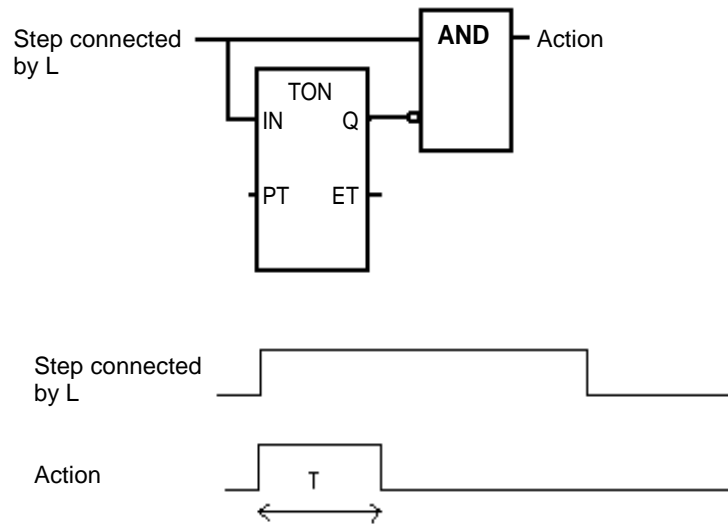 Step connected
by L
AND
Action
TON
IN
Q
PT
ET
Step connected
by L
Action
T